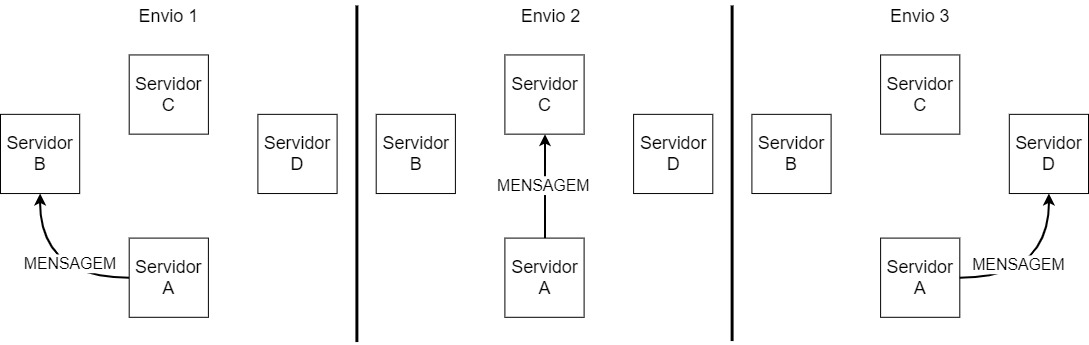 Envio 1
Servidor
C
Servidor
B
Servidor
D
MENSAGEM
Servidor
A
Envio 2
Servidor
C
Servidor
B
Servidor
D
MENSAGEM
Servidor
A
Envio 3
Servidor
C
Servidor
B
Servidor
D
MENSAGEM
Servidor
A